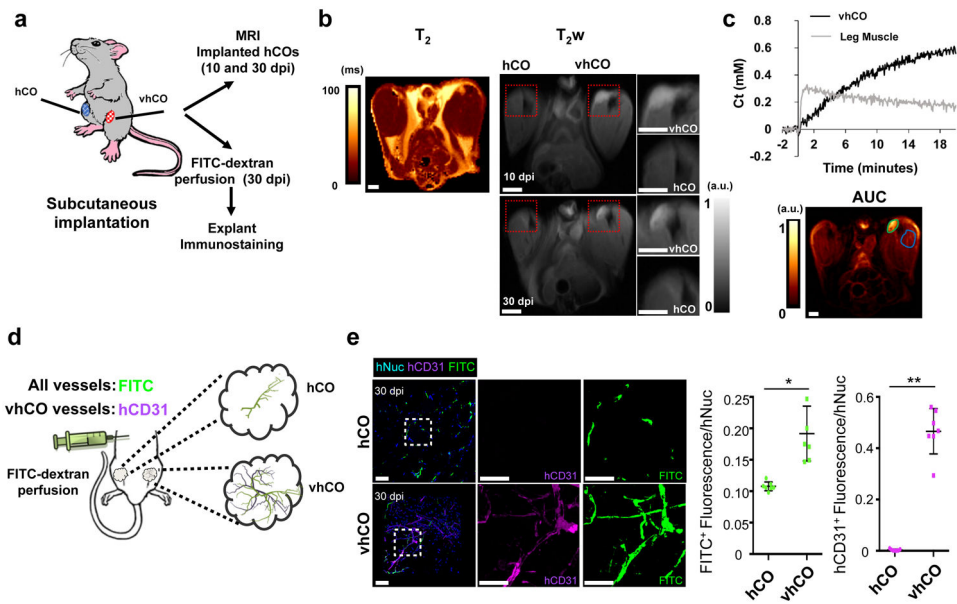 a
hCO
vhCO
MRI
Implanted hCOs
(10 and 30 dpi)
FITC-dextran
perfusion (30 dpi)
Explant
Immunostaining
Subcutaneous
implantation
b
T2
T2w
(ms)
100
0
hCO
vhCO
10 dpi
vhCO
hCO
30 dpi
vhCO
hCO
(a.u.)
1
0
c
vhCO
Leg Muscle
Ct (mM)
0.8
0.6
0.4
0.2
0
-0.2
-2 2 6 10 14 18
Time (minutes)
AUC
(a.u.)
1
0
d
All vessels: FITC
vhCO vessels: hCD31
FITC-dextran
perfusion
hCO
vhCO
e
hNuc hCD31 FITC
hCO
30 dpi
hCD31
FITC
vhCO
30 dpi
hCD31
FITC
FITC+ Fluorescence/hNuc
0.25
0.20
0.15
0.10
0.05
0.00
*
hCO
vhCO
hCD31+ Fluorescence/hNuc
0.6
0.4
0.2
0
**
hCO
vhCO